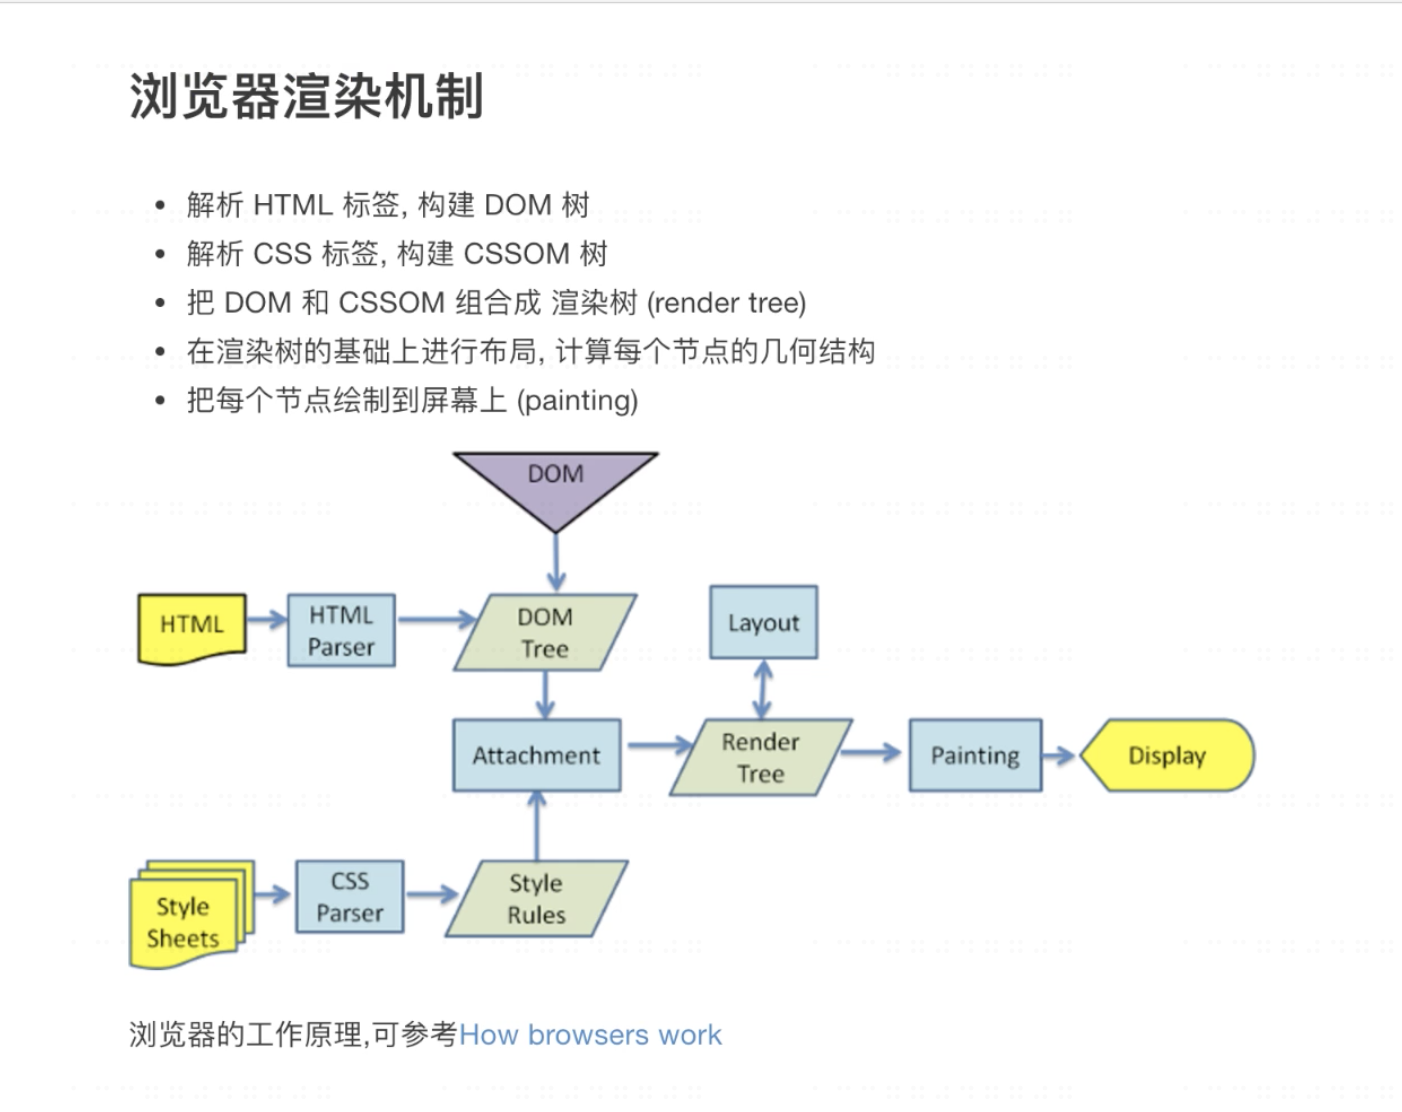 浏览器渲染机制
解析 HTML 标签, 构建 DOM 树
解析 CSS 标签, 构建 CSSOM 树
把 DOM 和 CSSOM 组合成 渲染树 (render tree)
在渲染树的基础上进行布局, 计算每个节点的几何结构
把每个节点绘制到屏幕上 (painting)
DOM
HTML
HTML
Parser
DOM
Tree
Layout
Attachment
Render
Tree
Painting
Display
Style
Sheets
CSS
Parser
Style
Rules
浏览器的工作原理,可参考How browsers work